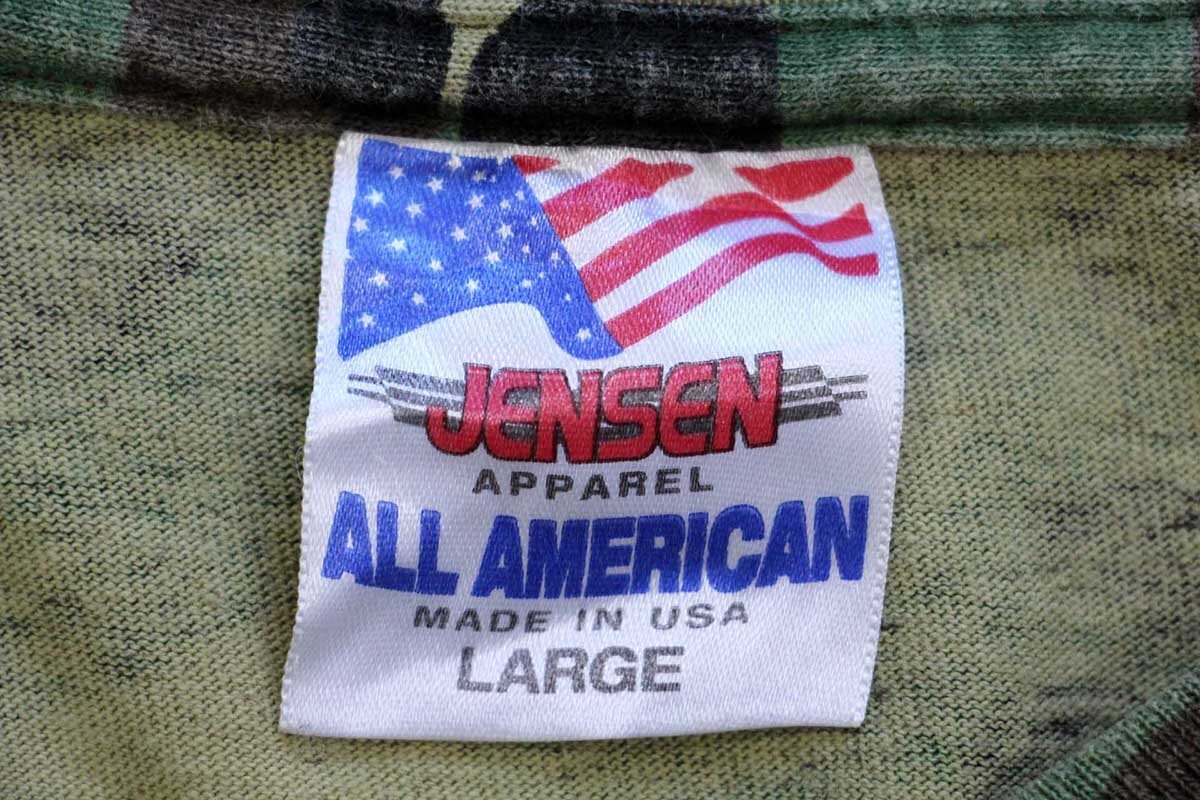 JENSEN
APPAREL
ALL AMERICAN
MADE IN USA
LARGE